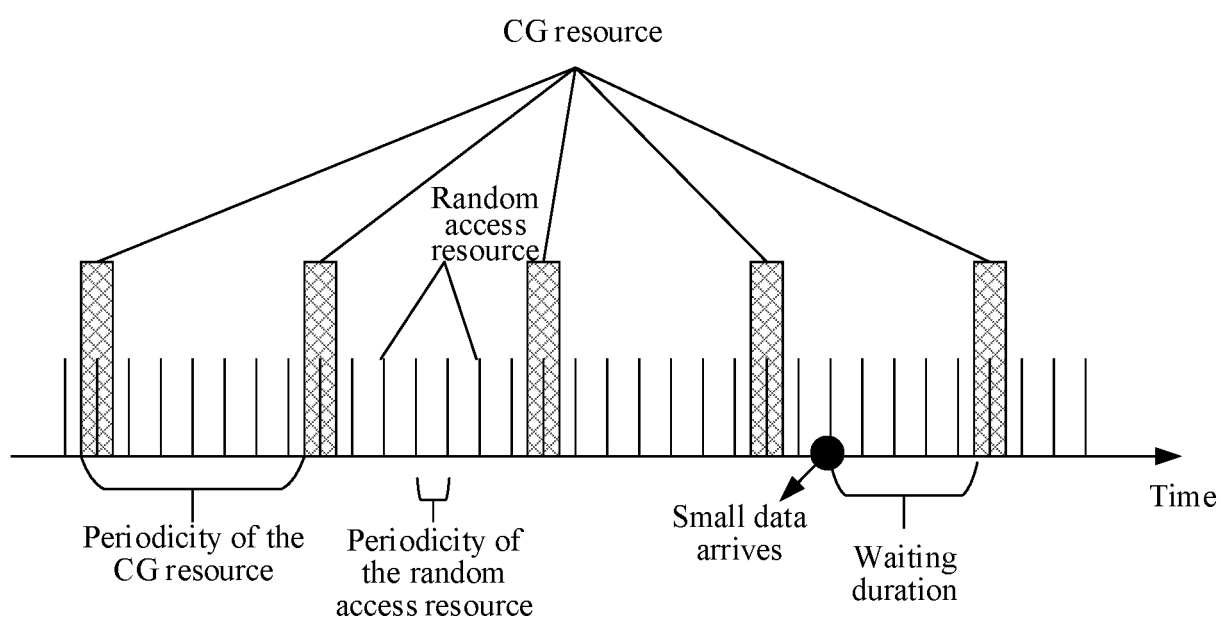 CG resource
Random
access
resource
Periodicity of the
CG resource
Periodicity of
the random
access resource
Small data
arrives
Waiting
duration
Time